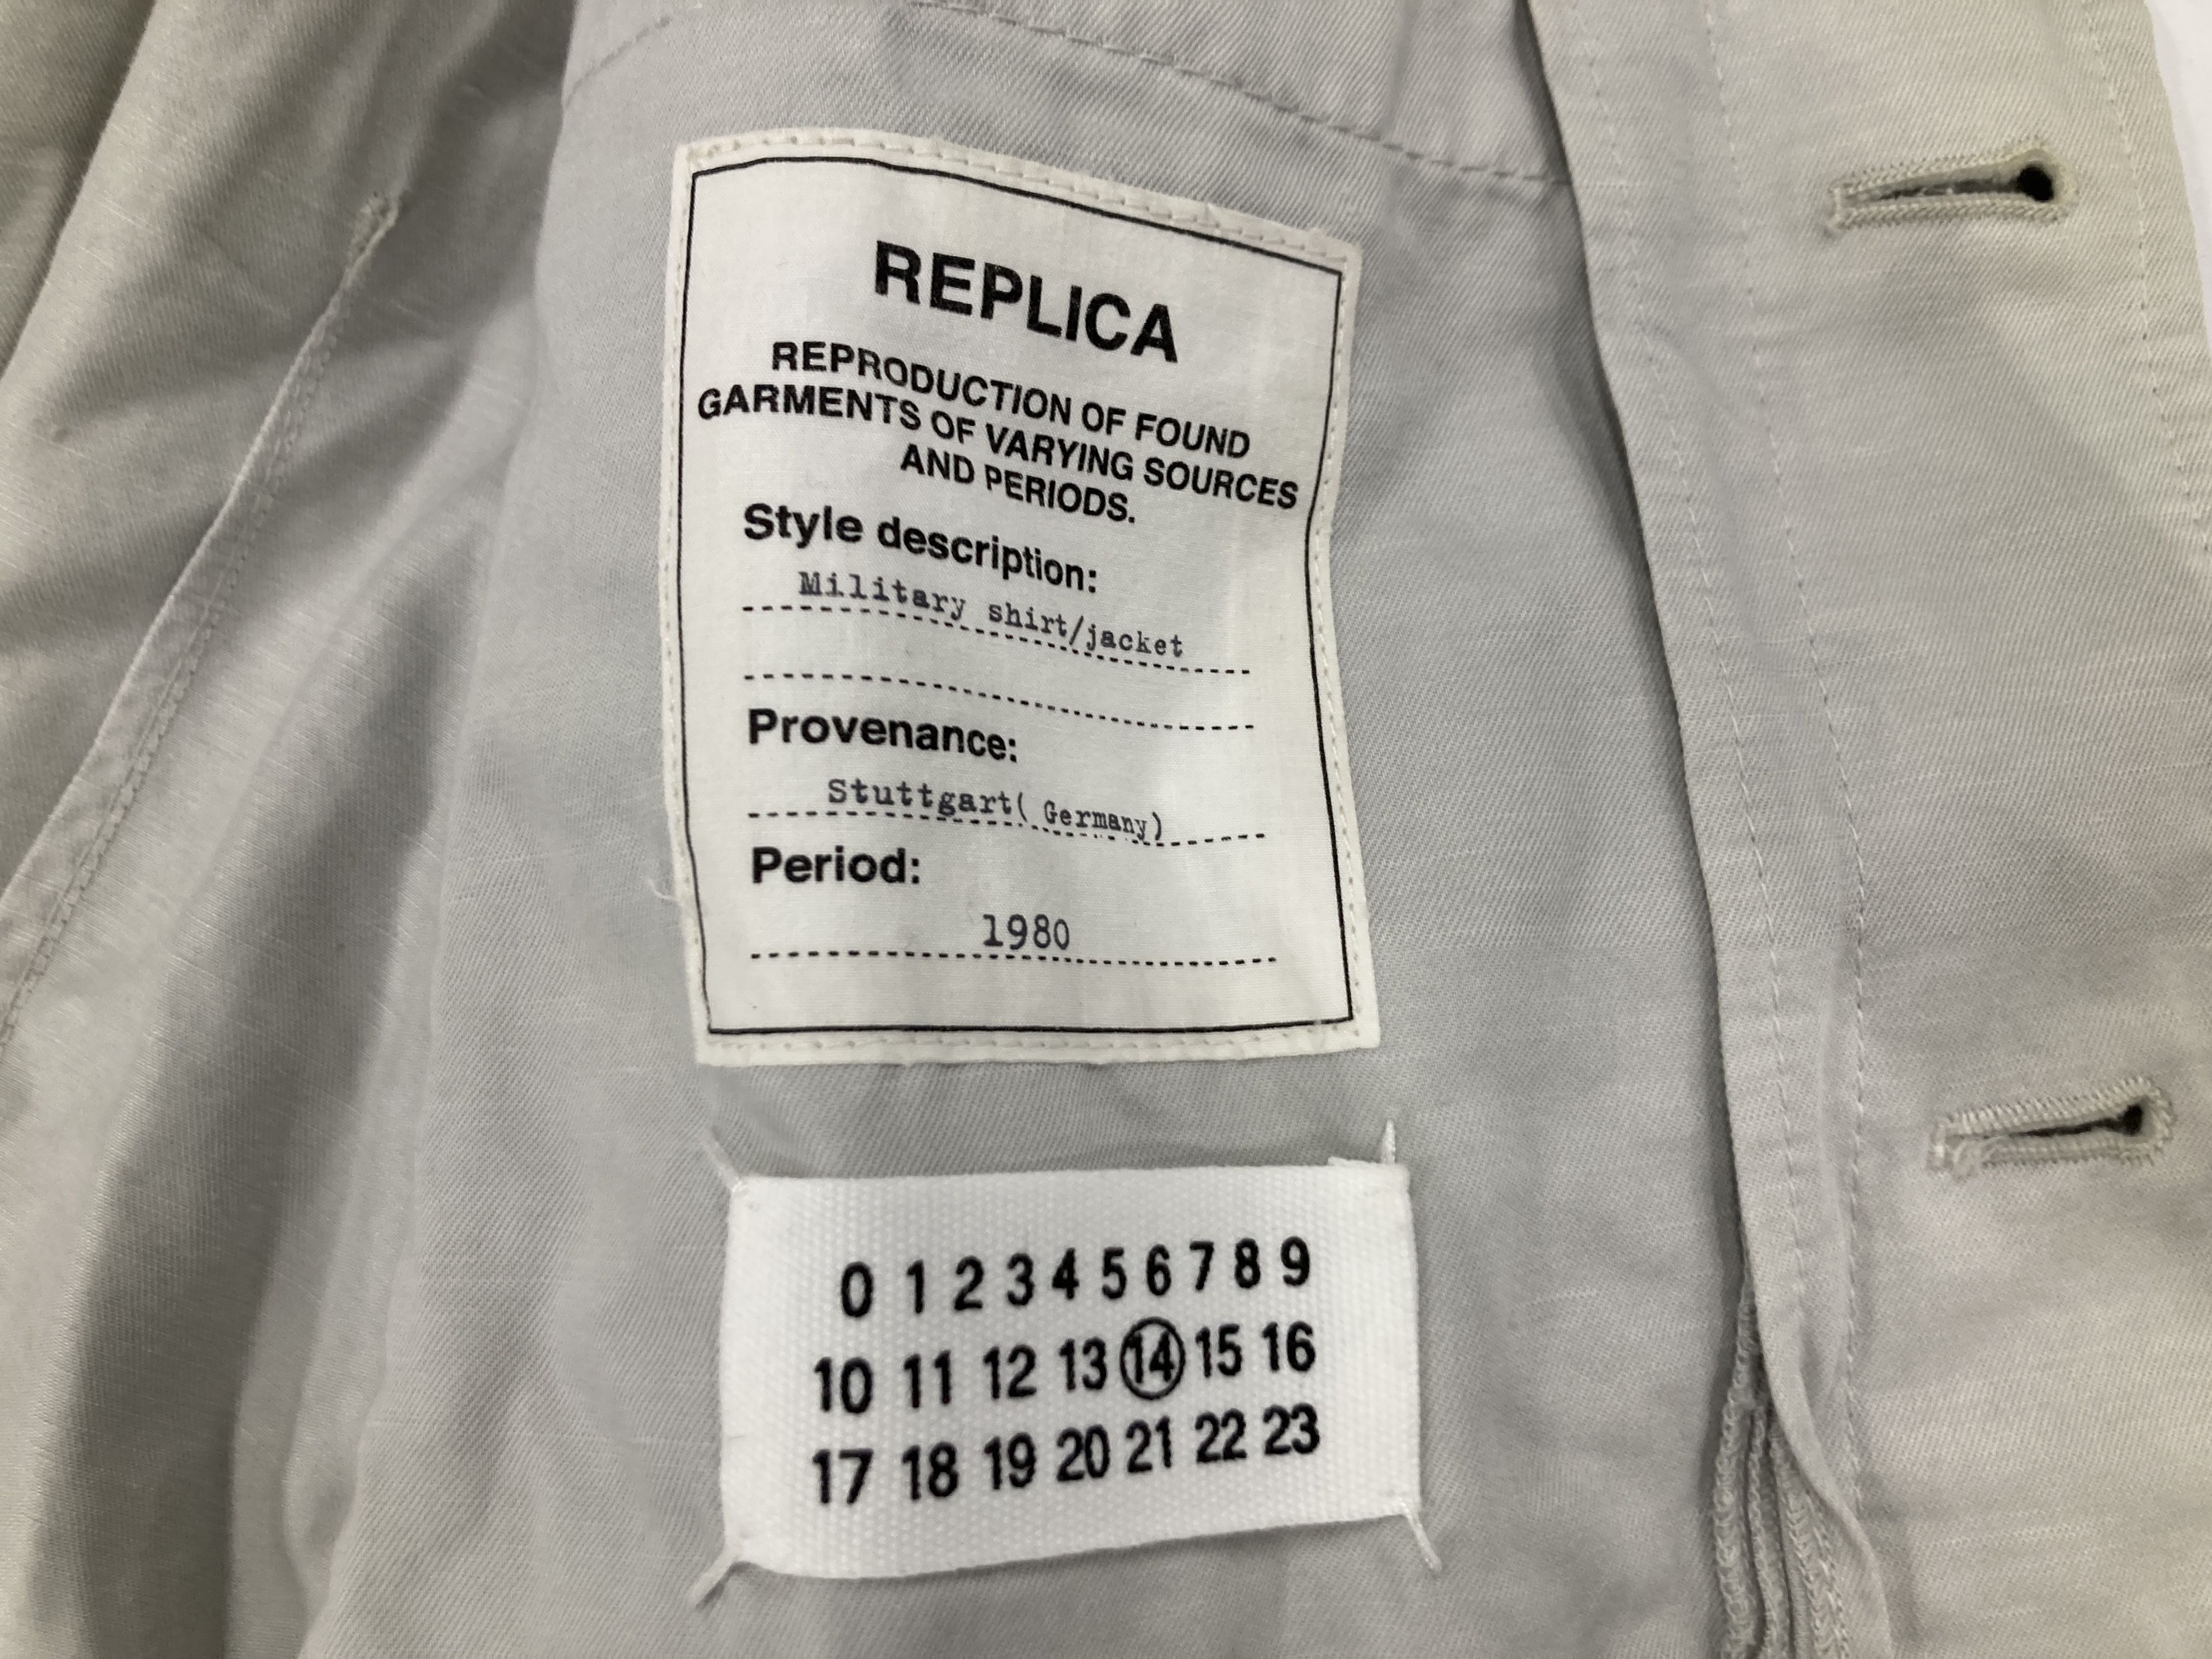 REPLICA
REPRODUCTION OF FOUND
GARMENTS OF VARYING SOURCES
AND PERIODS.
Style description:
Military shirt/jacket
Provenance:
Stuttgart( Germany)
Period:
1980
0 1 2 3 4 5 6 7 8 9
10 11 12 13 14 15 16
17 18 19 20 21 22 23